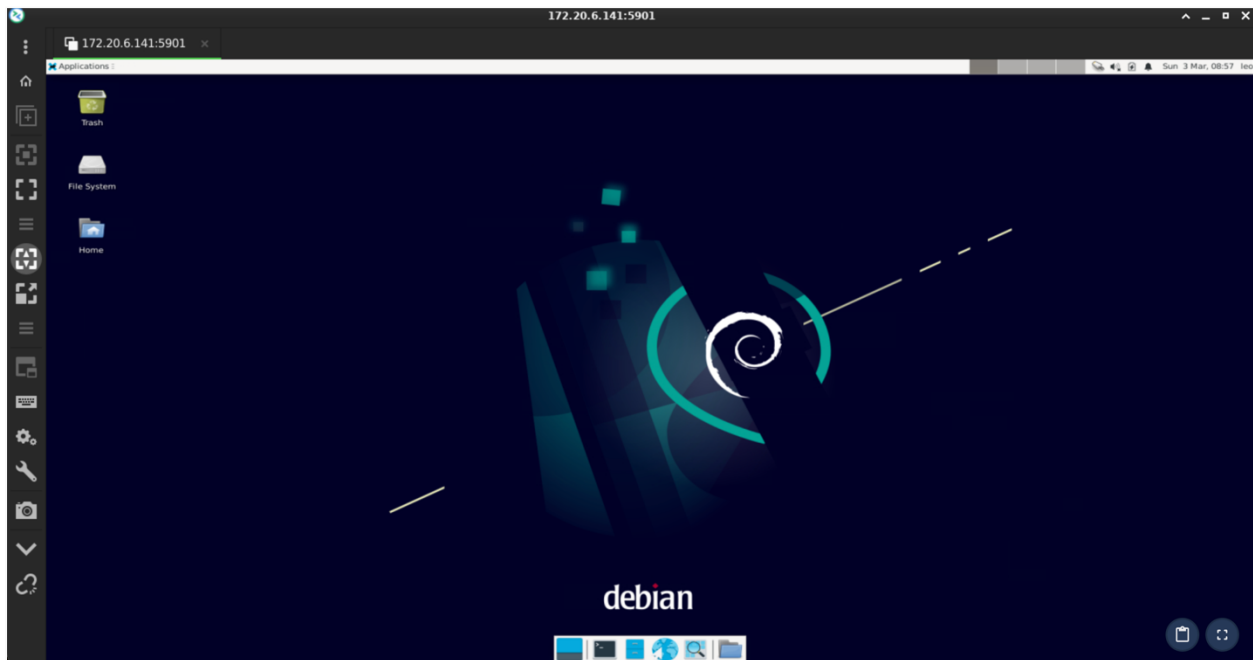 172.20.6.141:5901
172.20.6.141:5901
Applications
Sun 3 Mar, 08:57 leo
Trash
File System
Home
debian